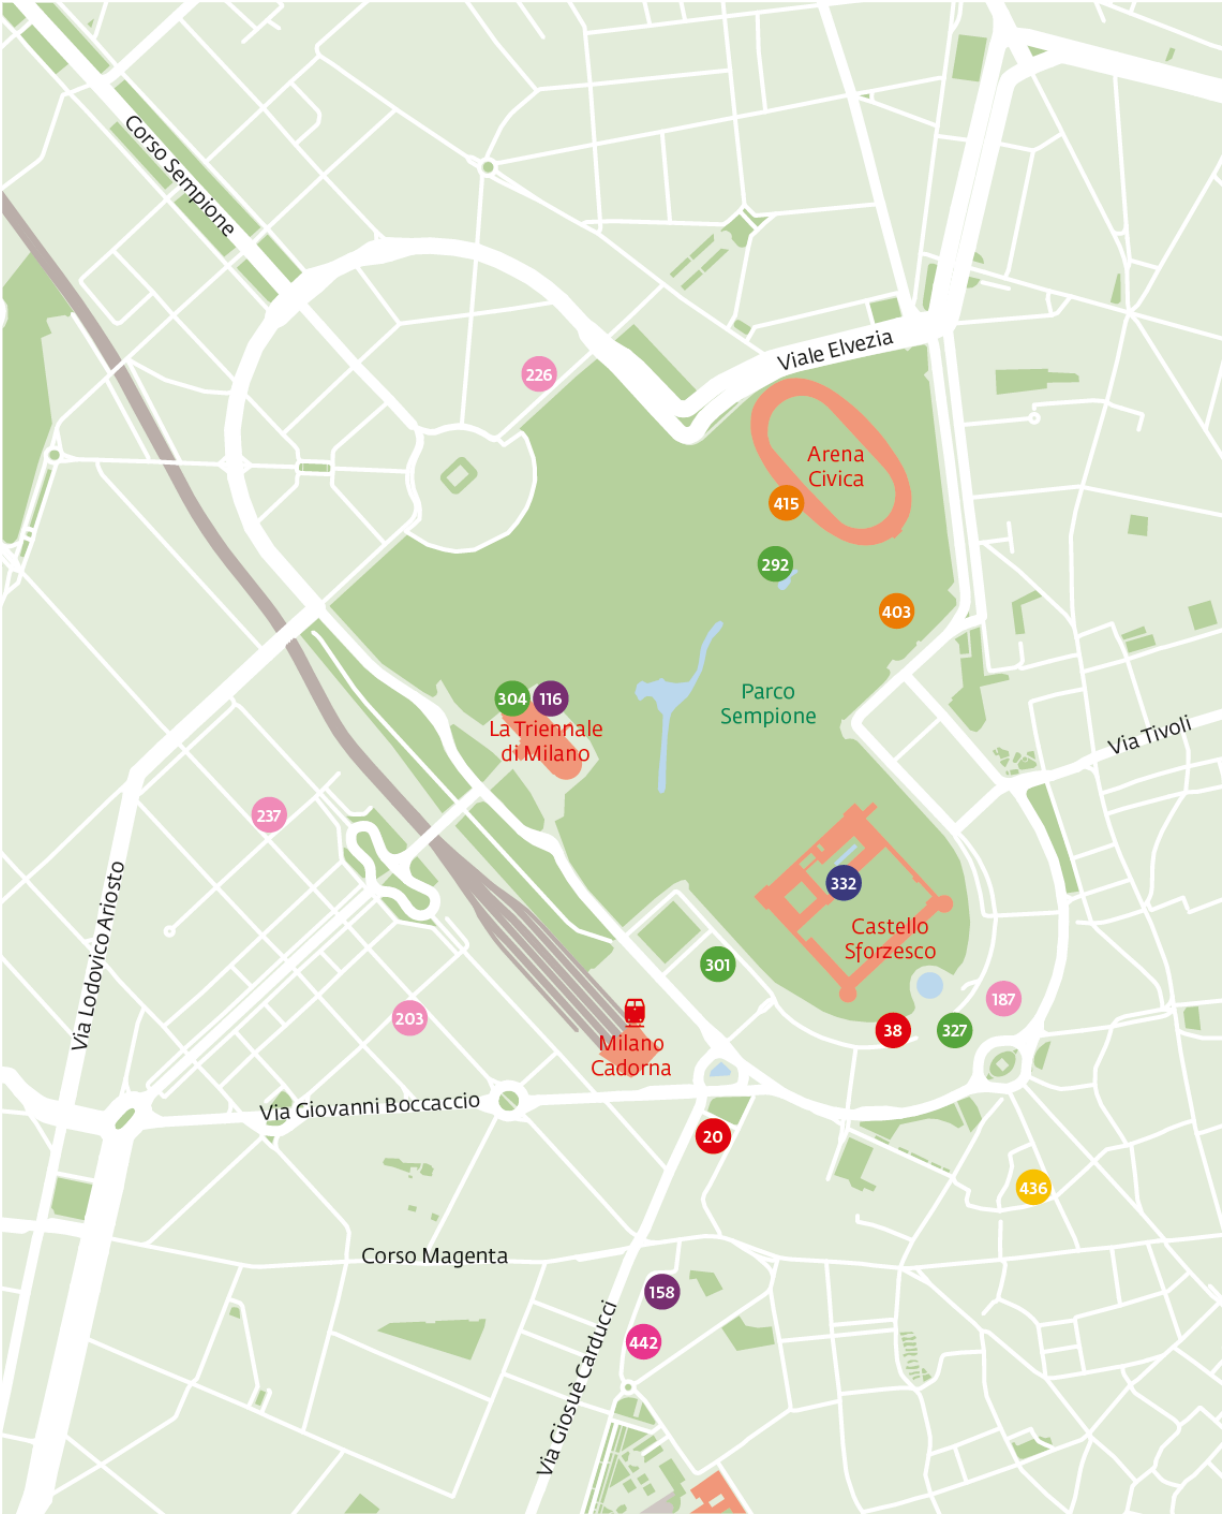 Corso Sempione
Viale Elvezia
226
Arena
Civica
415
292
403
304
116
Parco
Sempione
La Triennale
di Milano
Via Tivoli
237
332
Via Lodovico Ariosto
Castello
Sforzesco
301
187
203
38
327
Milano
Cadorna
Via Giovanni Boccaccio
20
436
Corso Magenta
158
442
Via Giosuè Carducci